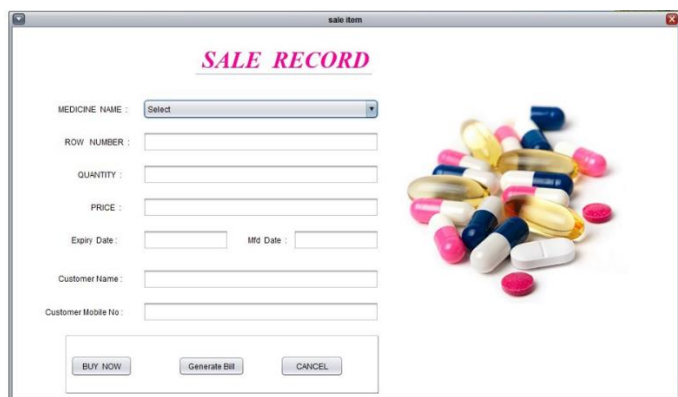 sale item
SALE RECORD
MEDICINE NAME : Select
ROW NUMBER :
QUANTITY :
PRICE :
Expiry Date : Mfd Date :
Customer Name :
Customer Mobile No :
BUY NOW Generate Bill CANCEL